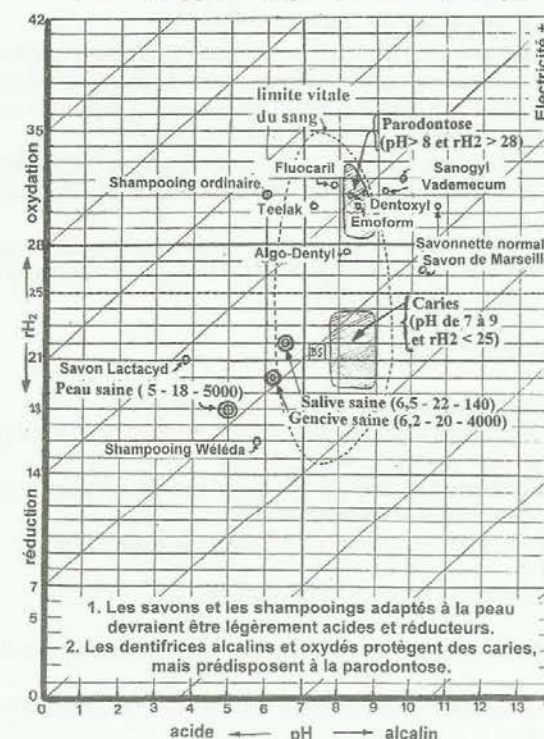 42
Electricité +
limite vitale
du sang
35
Parodontose
(pH> 8 et rH2 > 28)
oxydation
Fluocaril
Sanogyl
Shampooing ordinaire
Vademecum
Teelak
Dentoxyl
Emoform
28
Algo-Dentyl
Savonnette normal
Savon de Marseill
25
Caries
(pH de 7 à 9
et rH2 < 25)
rH2
BS
21
Savon Lactacyd
Peau saine ( 5 - 18 - 5000)
Salive saine (6,5 - 22 - 140)
18
Gencive saine (6,2 - 20 - 4000)
Shampooing Wéléda
14
réduction
7
5
1. Les savons et les shampooings adaptés à la peau
devraient être légèrement acides et réducteurs.
2. Les dentifrices alcalins et oxydés protègent des caries,
mais prédisposent à la parodontose.
0
0 1 2 3 4 5 6 7 8 9 10 11 12 13
acide pH alcalin